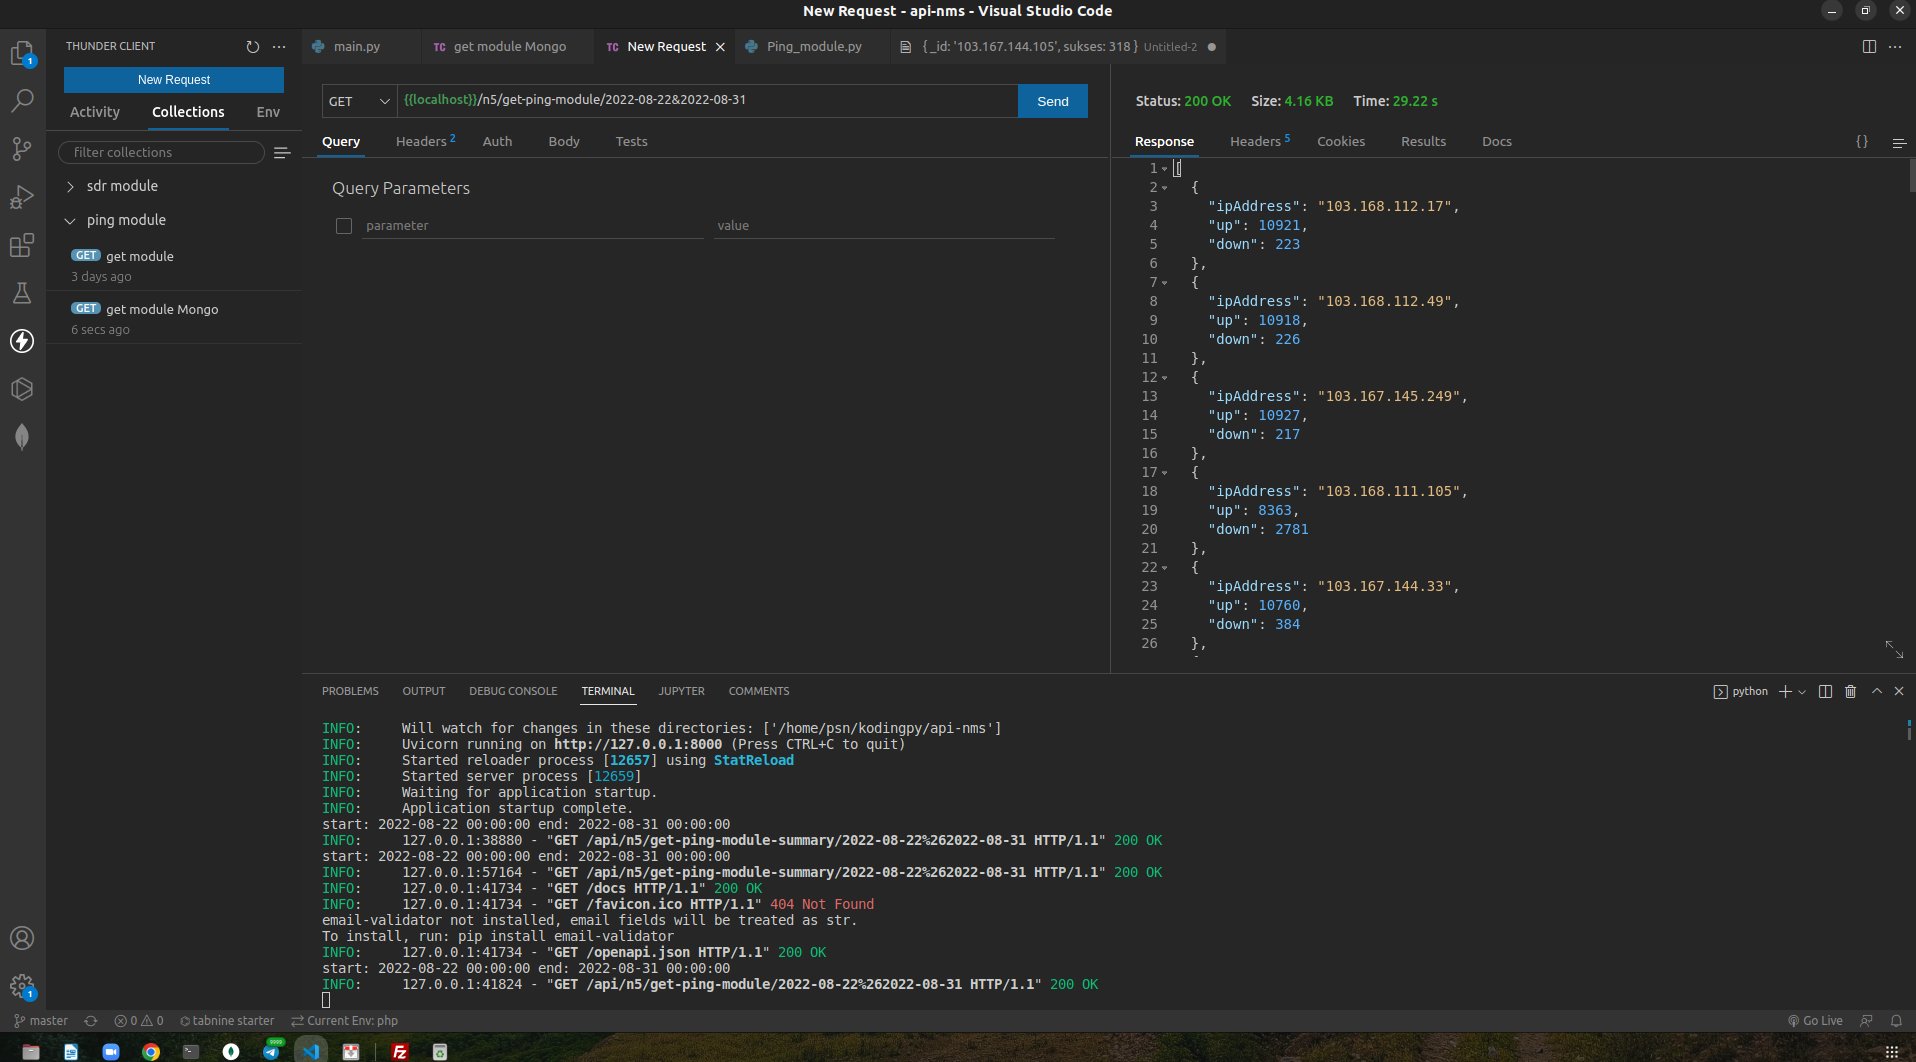 New Request - api-nms - Visual Studio Code
THUNDER CLIENT
main.py
TC get module Mongo
TC New Request
Ping_module.py
{ _id: '103.167.144.105', sukses: 318 } Untitled-2
1
New Request
Activity Collections Env
filter collections
sdr module
ping module
GET get module
3 days ago
GET get module Mongo
6 secs ago
GET
{{localhost}}/n5/get-ping-module/2022-08-22&2022-08-31
Send
Query Headers 2 Auth Body Tests
Query Parameters
parameter value
Status: 200 OK Size: 4.16 KB Time: 29.22 s
Response Headers 5 Cookies Results Docs
{}
1 [
2 {
3 "ipAddress": "103.168.112.17",
4 "up": 10921,
5 "down": 223
6 },
7 {
8 "ipAddress": "103.168.112.49",
9 "up": 10918,
10 "down": 226
11 },
12 {
13 "ipAddress": "103.167.145.249",
14 "up": 10927,
15 "down": 217
16 },
17 {
18 "ipAddress": "103.168.111.105",
19 "up": 8363,
20 "down": 2781
21 },
22 {
23 "ipAddress": "103.167.144.33",
24 "up": 10760,
25 "down": 384
26 },
PROBLEMS OUTPUT DEBUG CONSOLE TERMINAL JUPYTER COMMENTS
python
INFO: Will watch for changes in these directories: ['/home/psn/kodingpy/api-nms']
INFO: Uvicorn running on http://127.0.0.1:8000 (Press CTRL+C to quit)
INFO: Started reloader process [12657] using StatReload
INFO: Started server process [12659]
INFO: Waiting for application startup.
INFO: Application startup complete.
start: 2022-08-22 00:00:00 end: 2022-08-31 00:00:00
INFO: 127.0.0.1:38880 - "GET /api/n5/get-ping-module-summary/2022-08-22%262022-08-31 HTTP/1.1" 200 OK
start: 2022-08-22 00:00:00 end: 2022-08-31 00:00:00
INFO: 127.0.0.1:57164 - "GET /api/n5/get-ping-module-summary/2022-08-22%262022-08-31 HTTP/1.1" 200 OK
INFO: 127.0.0.1:41734 - "GET /docs HTTP/1.1" 200 OK
INFO: 127.0.0.1:41734 - "GET /favicon.ico HTTP/1.1" 404 Not Found
email-validator not installed, email fields will be treated as str.
To install, run: pip install email-validator
INFO: 127.0.0.1:41734 - "GET /openapi.json HTTP/1.1" 200 OK
start: 2022-08-22 00:00:00 end: 2022-08-31 00:00:00
INFO: 127.0.0.1:41824 - "GET /api/n5/get-ping-module/2022-08-22%262022-08-31 HTTP/1.1" 200 OK
1
master 0 0 tabnine starter Current Env: php Go Live
9999
FZ